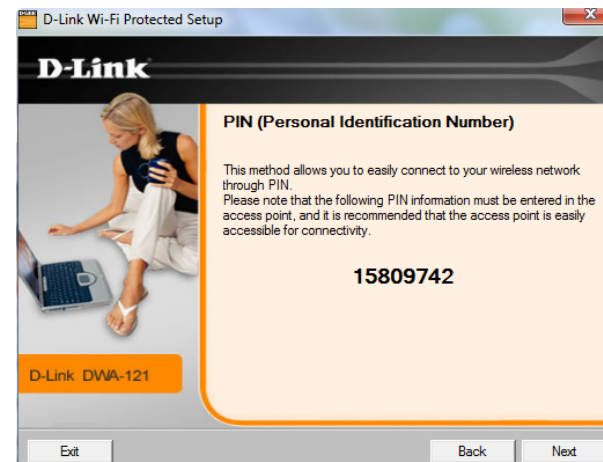 D-Link Wi-Fi Protected Setup
D-Link
PIN (Personal Identification Number)
This method allows you to easily connect to your wireless network
through PIN.
Please note that the following PIN information must be entered in the
access point, and it is recommended that the access point is easily
accessible for connectivity.
15809742
D-Link DWA-121
Exit
Back
Next